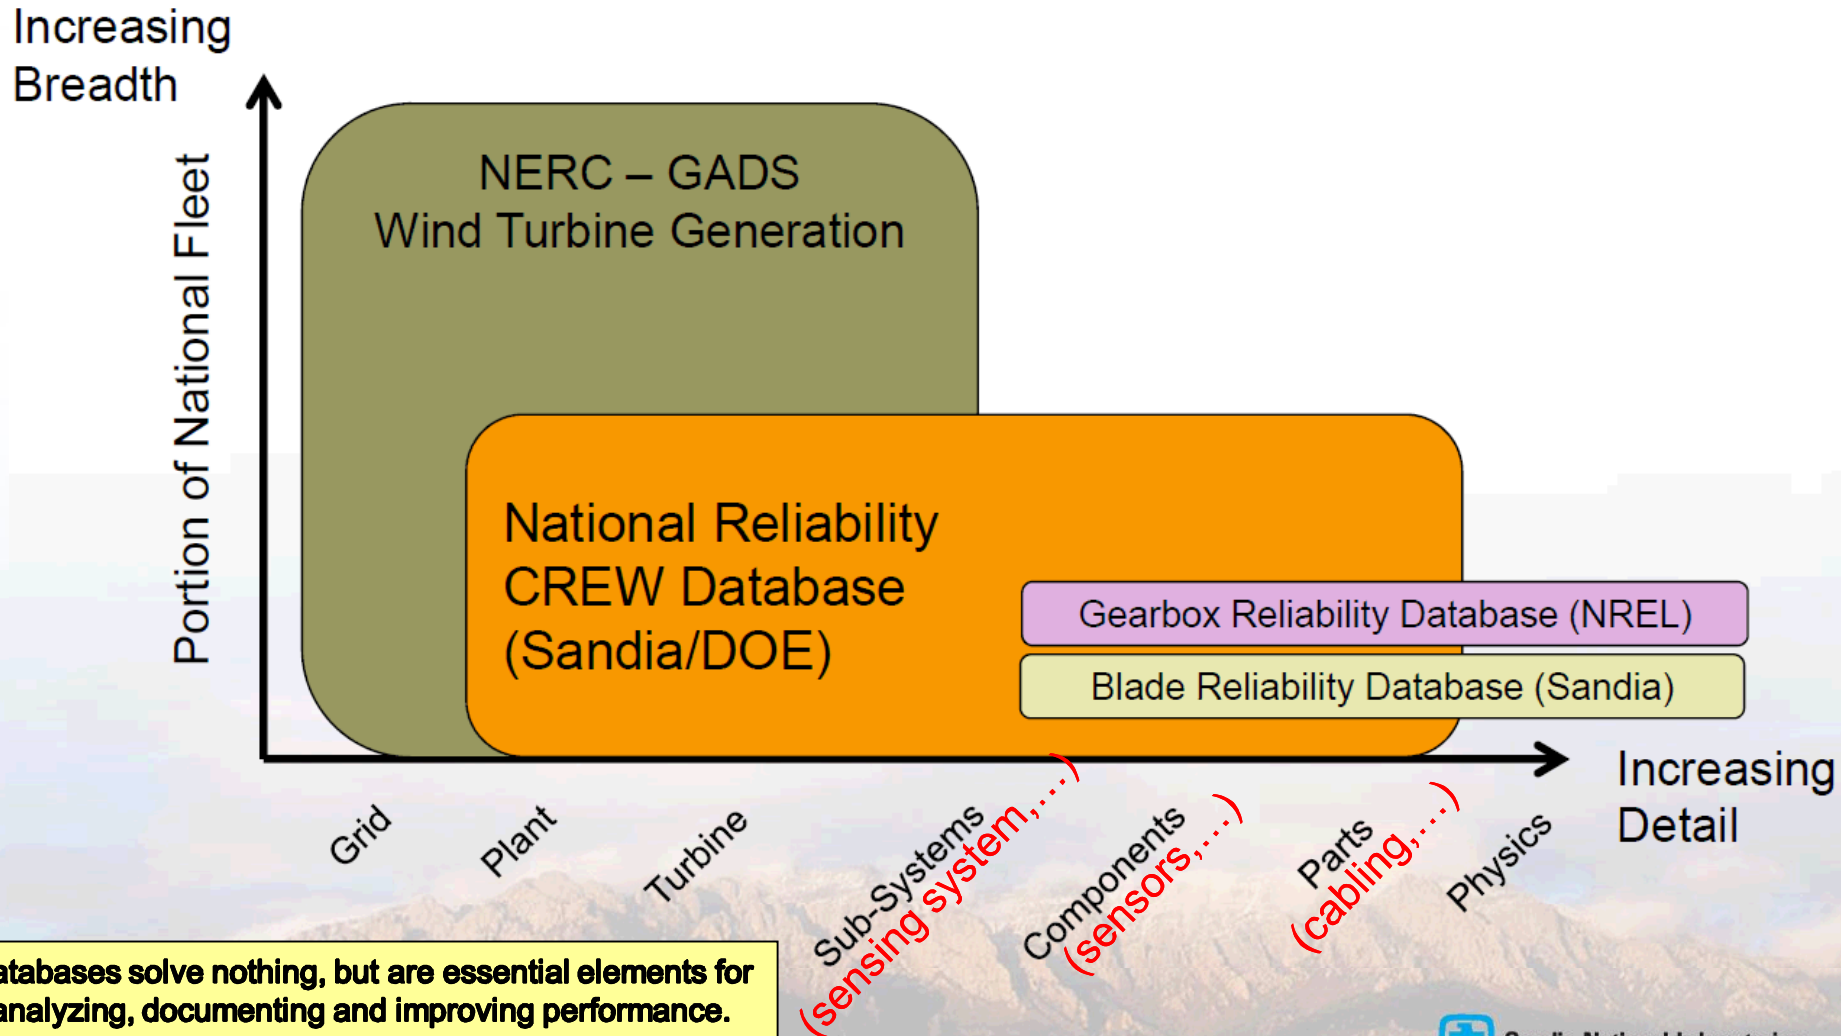 Increasing
Breadth
Portion of National Fleet
NERC – GADS
Wind Turbine Generation
National Reliability
CREW Database
(Sandia/DOE)
Gearbox Reliability Database (NREL)
Blade Reliability Database (Sandia)
Increasing
Detail
Grid
Plant
Turbine
Sub-Systems
(sensing system,...)
Components
(sensors,...)
Parts
(cabling,...)
Physics
atabases solve nothing, but are essential elements for
analyzing, documenting and improving performance.